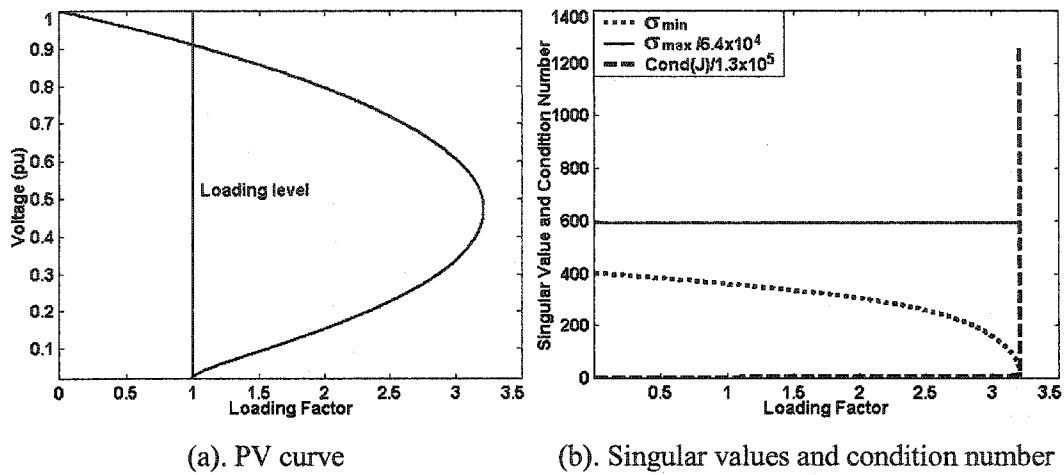 Voltage (pu)
1
0.9
0.8
0.7
0.6
0.5
0.4
0.3
0.2
0.1
Loading level
0 0.5 1 1.5 2 2.5 3 3.5
Loading Factor
(a). PV curve
Singular Value and Condition Number
1400
1200
1000
800
600
400
200
0
σmin
σmax /6.4x10^4
Cond(J)/1.3x10^5
0.5 1 1.5 2 2.5 3 3.5
Loading Factor
(b). Singular values and condition number